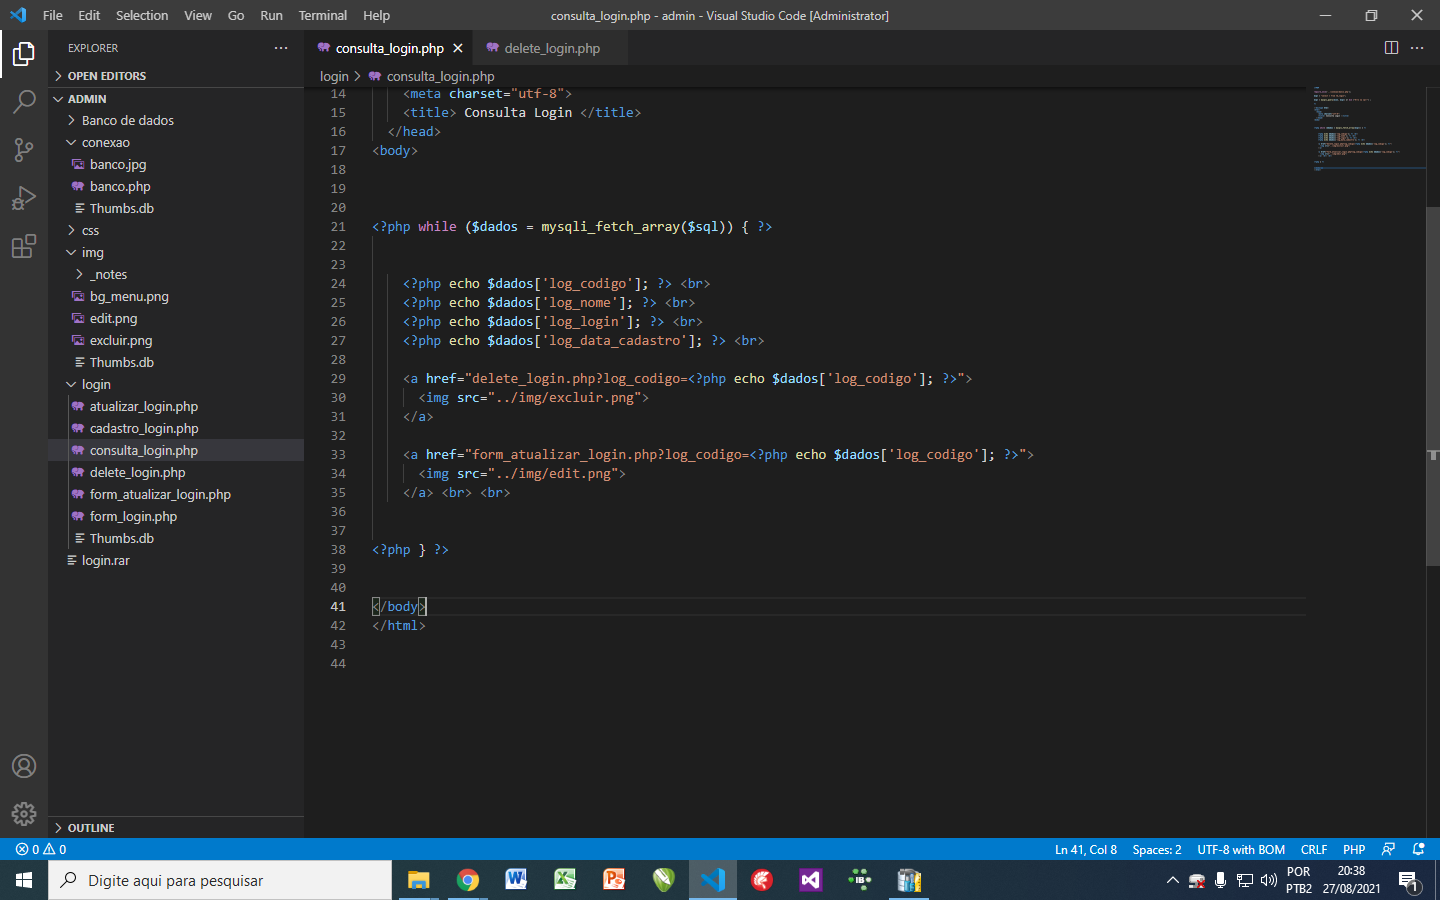 File Edit Selection View Go Run Terminal Help
consulta_login.php - admin - Visual Studio Code [Administrator]
EXPLORER
OPEN EDITORS
ADMIN
Banco de dados
conexao
banco.jpg
banco.php
Thumbs.db
css
img
_notes
bg_menu.png
edit.png
excluir.png
Thumbs.db
login
atualizar_login.php
cadastro_login.php
consulta_login.php
delete_login.php
form_atualizar_login.php
form_login.php
Thumbs.db
login.rar
OUTLINE
consulta_login.php
delete_login.php
login > consulta_login.php
14 <meta charset="utf-8">
15 <title> Consulta Login </title>
16 </head>
17 <body>
18
19
20
21 <?php while ($dados = mysqli_fetch_array($sql)) { ?>
22
23
24 <?php echo $dados['log_codigo']; ?> <br>
25 <?php echo $dados['log_nome']; ?> <br>
26 <?php echo $dados['log_login']; ?> <br>
27 <?php echo $dados['log_data_cadastro']; ?> <br>
28
29 <a href="delete_login.php?log_codigo=<?php echo $dados['log_codigo']; ?>">
30 <img src="../img/excluir.png">
31 </a>
32
33 <a href="form_atualizar_login.php?log_codigo=<?php echo $dados['log_codigo']; ?>">
34 <img src="../img/edit.png">
35 </a> <br> <br>
36
37
38 <?php } ?>
39
40
41 </body>
42 </html>
43
44
0 0
Ln 41, Col 8 Spaces: 2 UTF-8 with BOM CRLF PHP
Digite aqui para pesquisar
POR
PTB2
20:38
27/08/2021
1